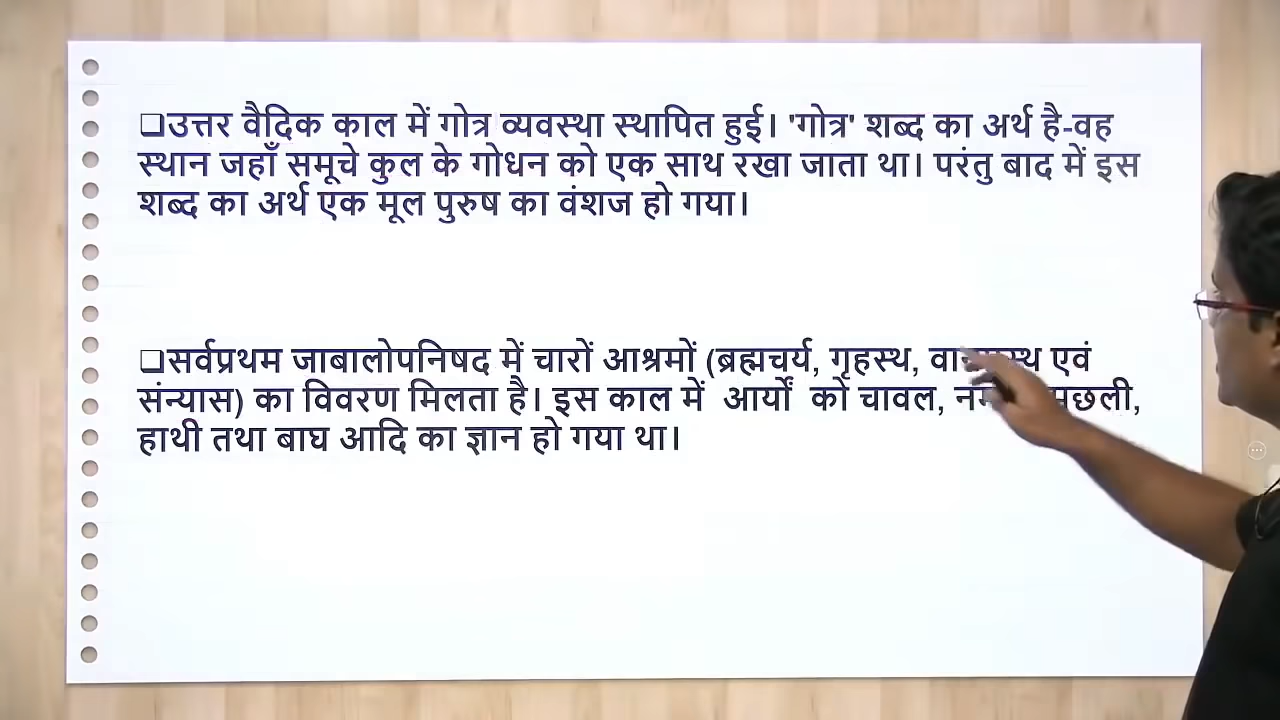 ❑उत्तर वैदिक काल में गोत्र व्यवस्था स्थापित हुई। 'गोत्र' शब्द का अर्थ है-वह
स्थान जहाँ समूचे कुल के गोधन को एक साथ रखा जाता था। परंतु बाद में इस
शब्द का अर्थ एक मूल पुरुष का वंशज हो गया।
❑सर्वप्रथम जाबालोपनिषद में चारों आश्रमों (ब्रह्मचर्य, गृहस्थ, एवं
संन्यास) का विवरण मिलता है। इस काल में आर्यों को चावल, मछली,
हाथी तथा बाघ आदि का ज्ञान हो गया था।